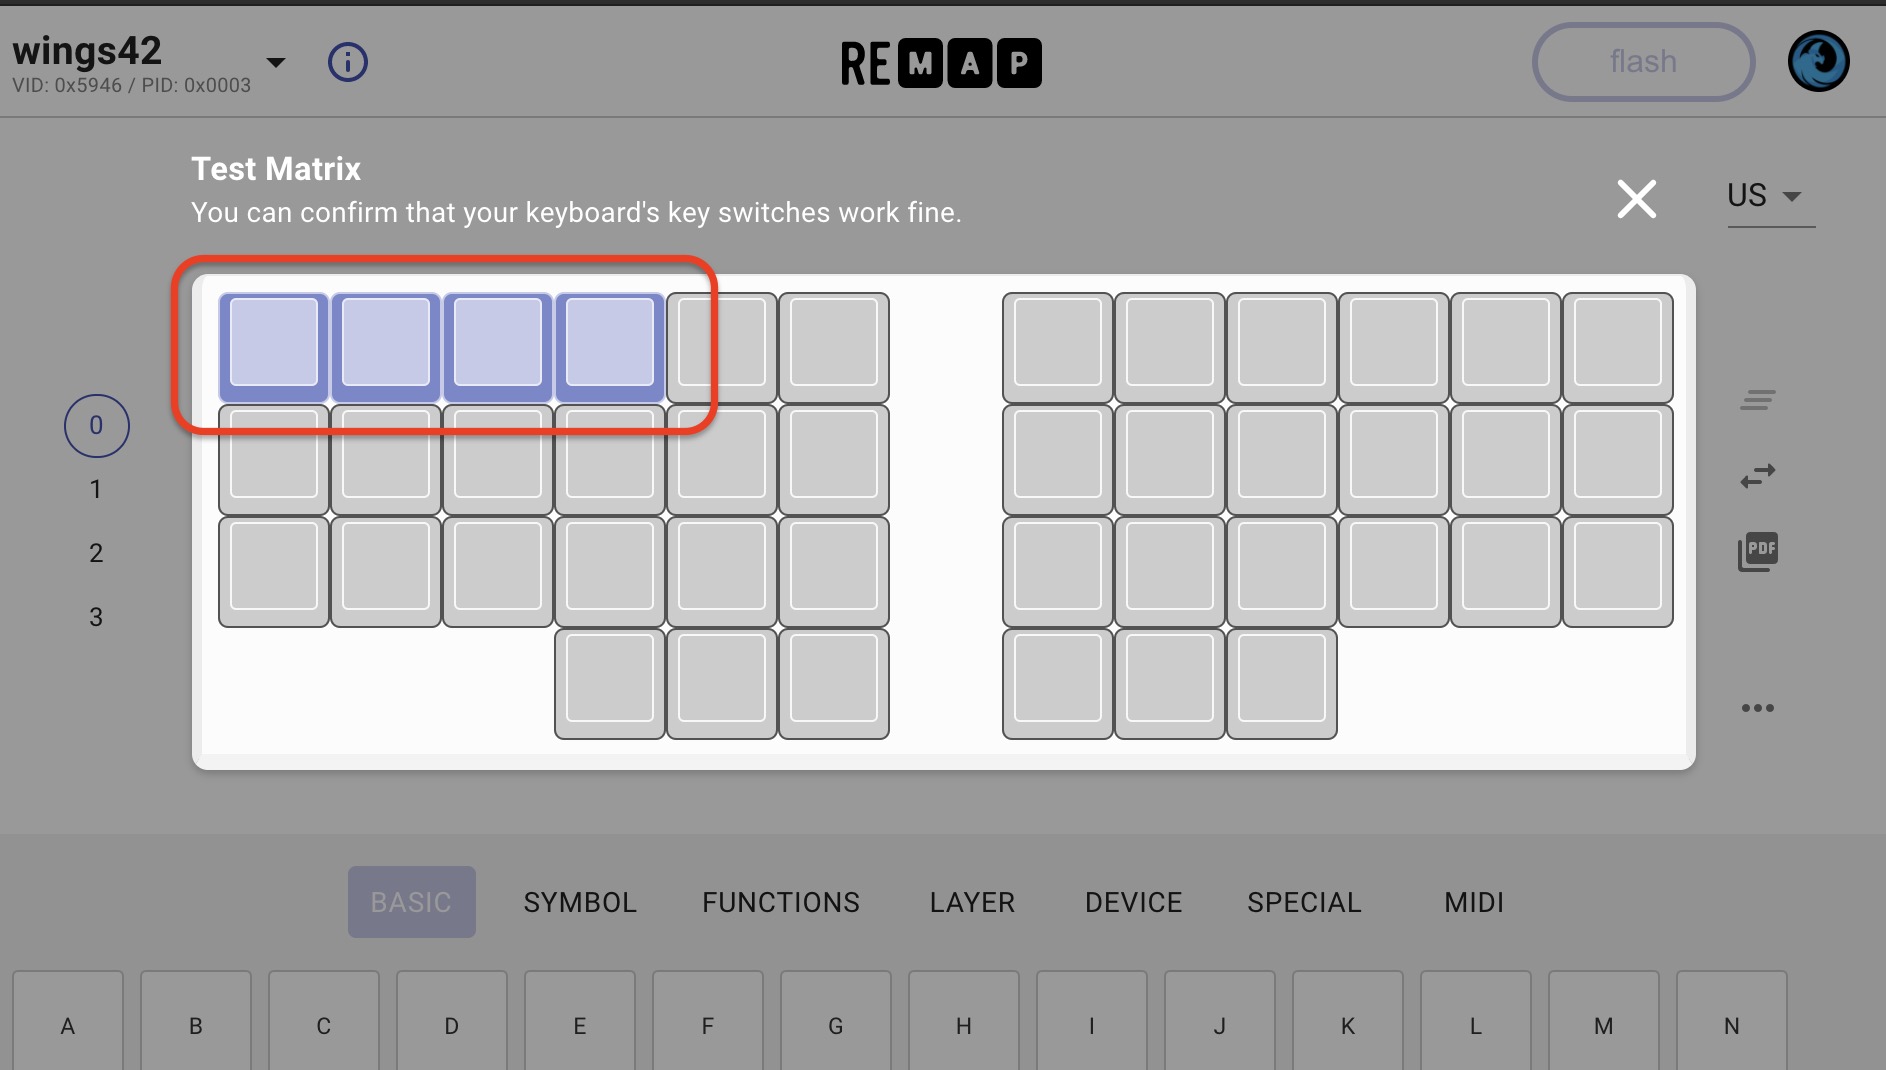 wings42
VID: 0x5946 / PID: 0x0003
REMAP
flash
Test Matrix
You can confirm that your keyboard's key switches work fine.
US
0
1
2
3
PDF
BASIC SYMBOL FUNCTIONS LAYER DEVICE SPECIAL MIDI
A B C D E F G H I J K L M N